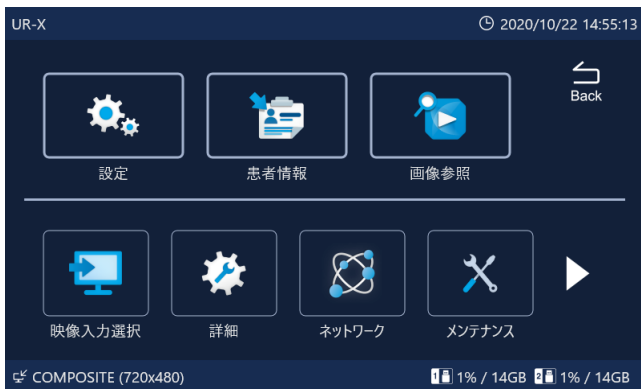 UR-X 2020/10/22 14:55:13
Back
設定 患者情報 画像参照
映像入力選択 詳細 ネットワーク メンテナンス
COMPOSITE (720x480) 1 1% / 14GB 2 1% / 14GB